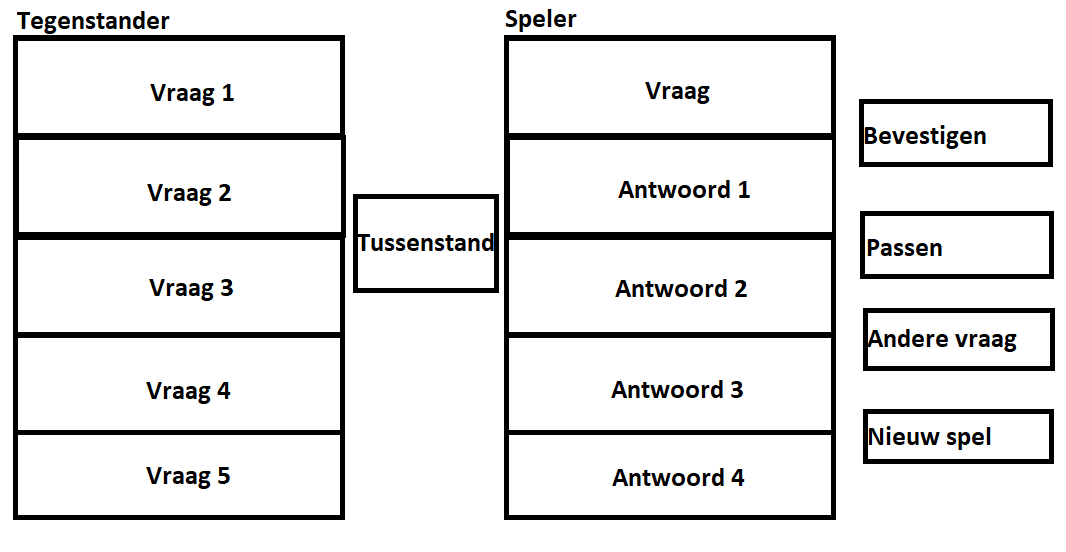 Tegenstander
Vraag 1
Vraag 2
Vraag 3
Vraag 4
Vraag 5
Tussenstand
Speler
Vraag
Antwoord 1
Antwoord 2
Antwoord 3
Antwoord 4
Bevestigen
Passen
Andere vraag
Nieuw spel